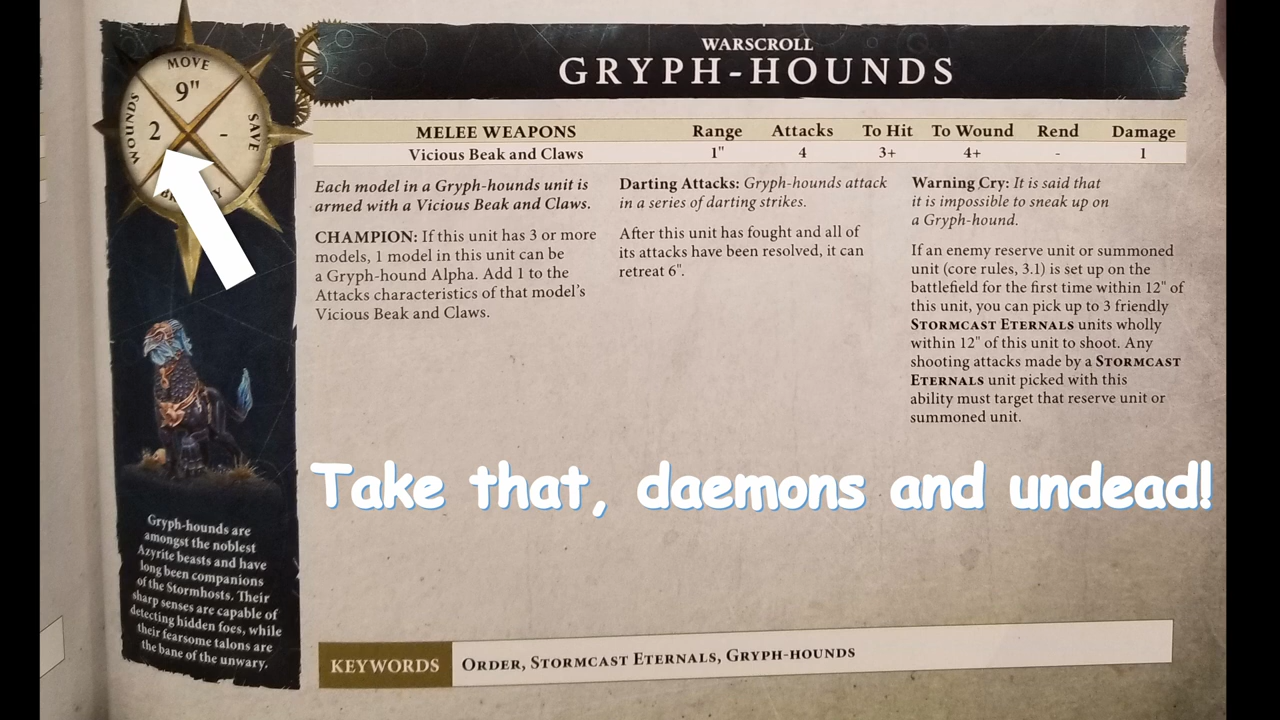 MOVE
9"
WOUNDS
2
-
SAVE
WARSCROLL
GRYPH-HOUNDS
MELEE WEAPONS Range Attacks To Hit To Wound Rend Damage
Vicious Beak and Claws 1" 4 3+ 4+ - 1
Each model in a Gryph-hounds unit is
armed with a Vicious Beak and Claws.
CHAMPION: If this unit has 3 or more
models, 1 model in this unit can be
a Gryph-hound Alpha. Add 1 to the
Attacks characteristics of that model's
Vicious Beak and Claws.
Darting Attacks: Gryph-hounds attack
in a series of darting strikes.
After this unit has fought and all of
its attacks have been resolved, it can
retreat 6".
Warning Cry: It is said that
it is impossible to sneak up on
a Gryph-hound.
If an enemy reserve unit or summoned
unit (core rules, 3.1) is set up on the
battlefield for the first time within 12" of
this unit, you can pick up to 3 friendly
STORMCAST ETERNALS units wholly
within 12" of this unit to shoot. Any
shooting attacks made by a STORMCAST
ETERNALS unit picked with this
ability must target that reserve unit or
summoned unit.
Take that, daemons and undead!
Gryph-hounds are
amongst the noblest
Azyrite beasts and have
long been companions
of the Stormhosts. Their
sharp senses are capable of
detecting hidden foes, while
their fearsome talons are
the bane of the unwary.
KEYWORDS ORDER, STORMCAST ETERNALS, GRYPH-HOUNDS